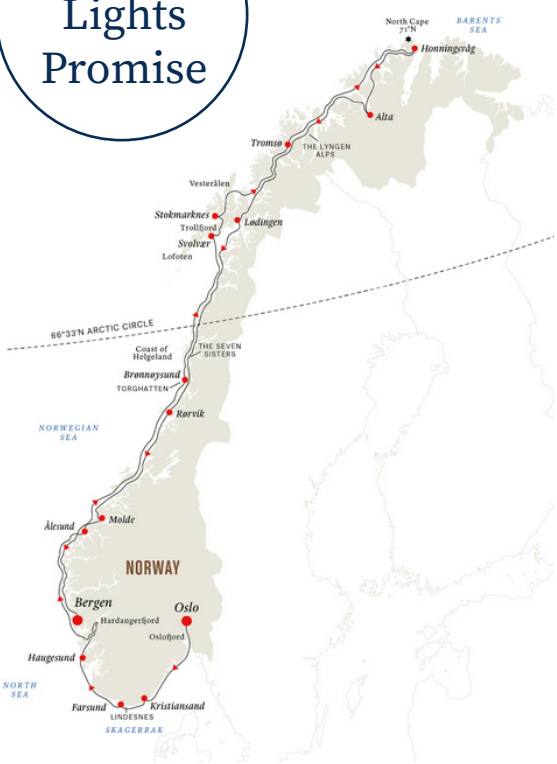 Lights
Promise
North Cape
71°N
BARENTS
SEA
Honningsvåg
Alta
Tromsø
THE LYNGEN
ALPS
Vesterålen
Stokmarknes
Lødingen
Trollfjord
Svolvær
Lofoten
66°33'N ARCTIC CIRCLE
Coast of
Helgeland
THE SEVEN
SISTERS
Brønnøysund
TORGHATTEN
Rørvik
NORWEGIAN
SEA
Molde
Ålesund
NORWAY
Bergen
Oslo
Hardangerfjord
Oslofjord
Haugesund
NORTH
SEA
Farsund
Kristiansand
LINDESNES
SKAGERRAK